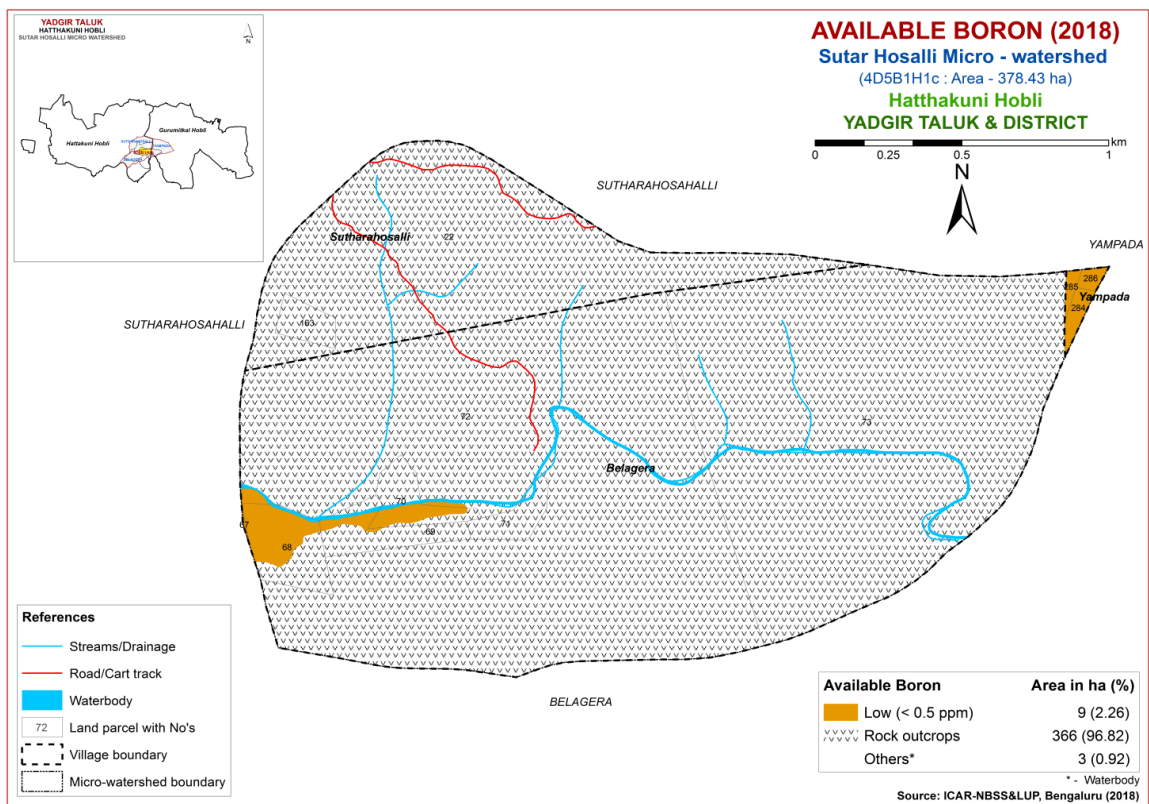 YADGIR TALUK
HATTHAKUNI HOBLI
SUTAR HOSALLI MICRO WATERSHED
N
Gurumitkal Hobli
Hattakuni Hobli
AVAILABLE BORON (2018)
Sutar Hosalli Micro - watershed
(4D5B1H1c : Area - 378.43 ha)
Hatthakuni Hobli
YADGIR TALUK & DISTRICT
km
0 0.25 0.5 1
N
SUTHARAHOSAHALLI
YAMPADA
Sutharahosalli
22
286
285
Yampada
284
SUTHARAHOSAHALLI
163
72
73
Belagera
70
67
71
69
68
BELAGERA
References
Streams/Drainage
Road/Cart track
Waterbody
72 Land parcel with No's
Village boundary
Micro-watershed boundary
Available Boron Area in ha (%)
Low (< 0.5 ppm) 9 (2.26)
Rock outcrops 366 (96.82)
Others* 3 (0.92)
* - Waterbody
Source: ICAR-NBSS&LUP, Bengaluru (2018)